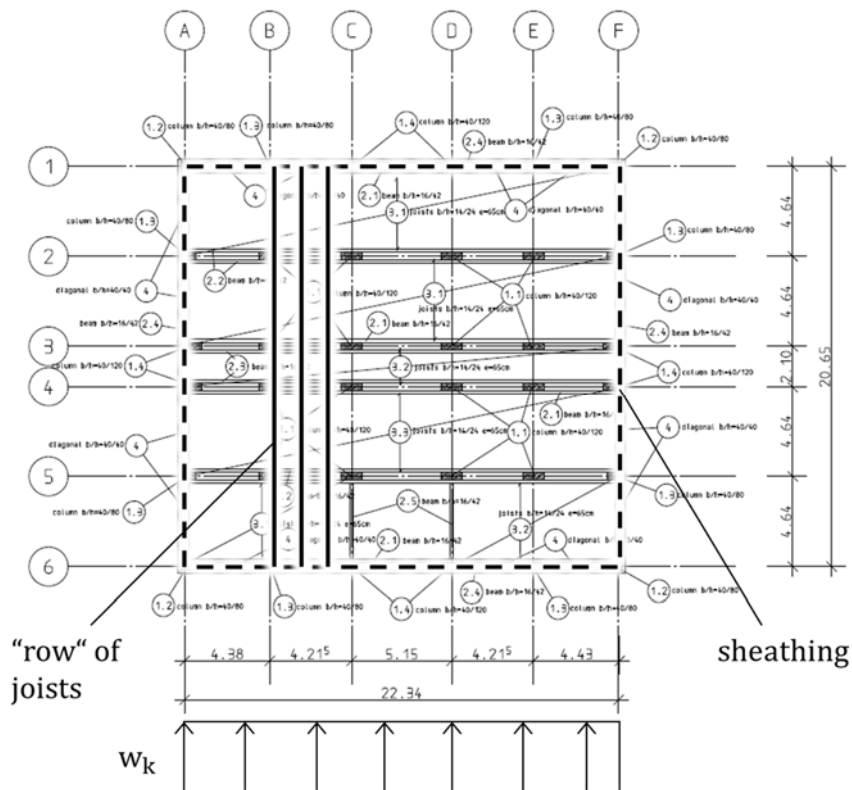 A B C D E F
1.2 column b/h=40/80
1.3 column b/h=40/80
1.4 column b/h=40/120
2.4 beam b/h=16/42
1.3 column b/h=40/80
1.2 column b/h=40/80
1
4
2.1 beam b/h=16/42
3.1 joists b/h=14/24 e=65cm
4 diagonal b/h=40/40
column b/h=40/80
1.3
4.64
2
2.2
1.3 column b/h=40/80
diagonal b/h=40/40
4
3.1
joists b/h=14/24 e=65cm
1.1 column b/h=40/120
4 diagonal b/h=40/40
4.64
beam b/h=16/42 2.4
2.1 beam b/h=16/42
2.4 beam b/h=16/42
3
column b/h=40/120
1.4
2.3
3.2 joists b/h=14/24 e=65cm
1.4 column b/h=40/120
2.10
20.65
4
2.1
diagonal b/h=40/40
4
3.3 joists b/h=14/24 e=65cm
1.1 column b/h=40/120
4 diagonal b/h=40/40
4.64
5
column b/h=40/80 1.3
2.5 beam b/h=16/42
joists b/h=14/24 e=65cm
3.2
1.3 column b/h=40/80
4.64
2.1 beam b/h=16/42
4
6
1.2 column b/h=40/80
1.3 column b/h=40/80
1.4 column b/h=40/120
2.4 beam b/h=16/42
1.3 column b/h=40/80
1.2 column b/h=40/80
"row" of
joists
sheathing
4.38 4.21⁵ 5.15 4.21⁵ 4.43
22.34
wk